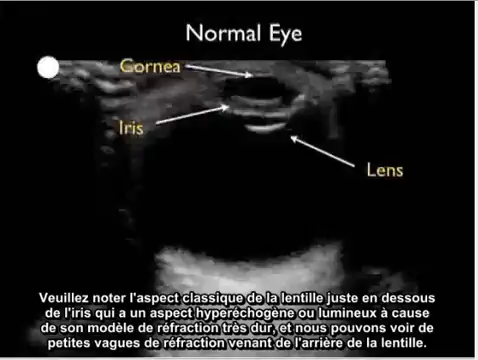 Normal Eye
Cornea
Iris
Lens
Veuillez noter l'aspect classique de la lentille juste en dessous
de l'iris qui a un aspect hyperéchogène ou lumineux à cause
de son modèle de réfraction très dur, et nous pouvons voir de
petites vagues de réfraction venant de l'arrière de la lentille.